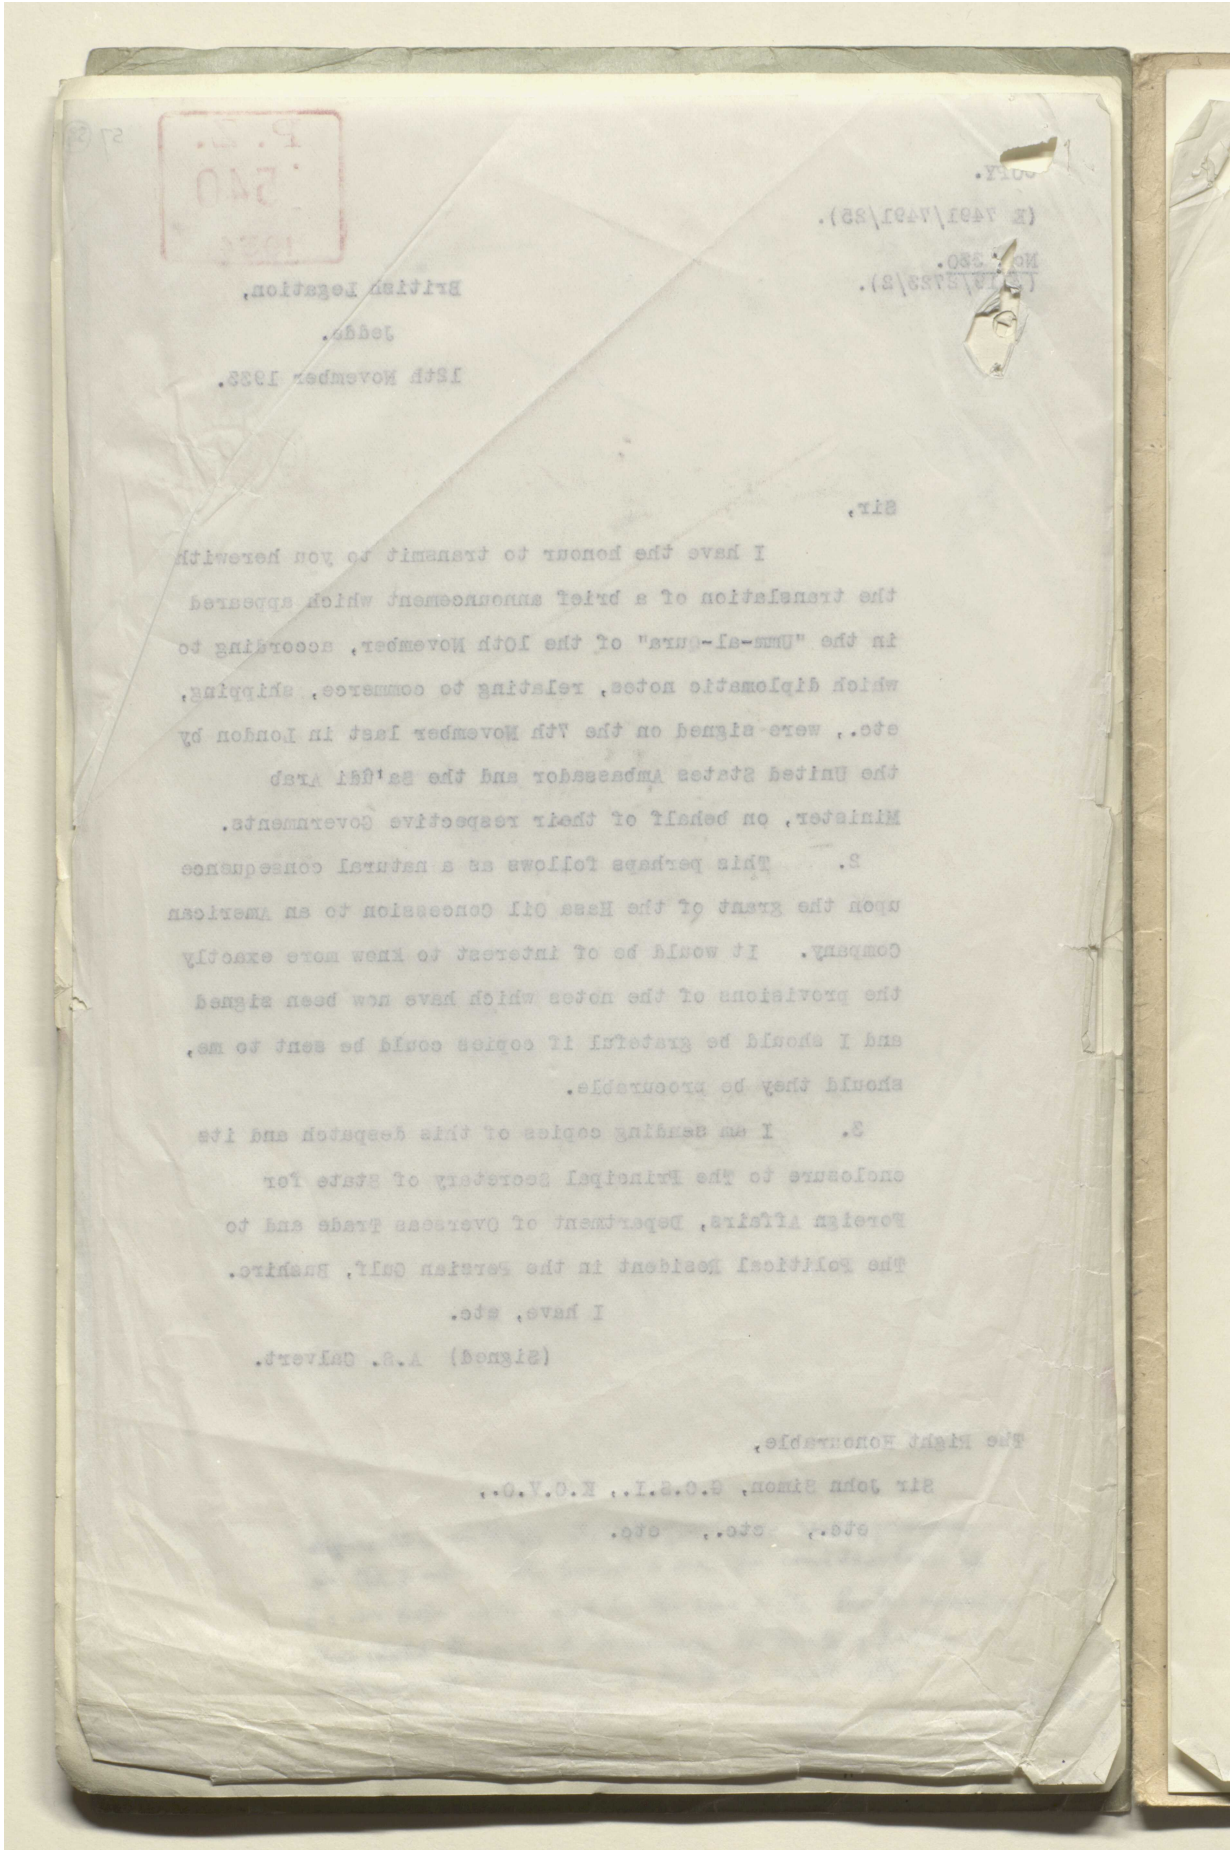 57
P.Z.
540
COPY.
(E 7491/7491/25).
No. 380.
British Legation,
Jedda.
12th November 1933.
Sir,
I have the honour to transmit to you herewith
the translation of a brief announcement which appeared
in the "Umm-al-Qura" of the 10th November, according to
which diplomatic notes, relating to commerce, shipping,
etc., were signed on the 7th November last in London by
the United States Ambassador and the Sa'ûdi Arab
Minister, on behalf of their respective Governments.
2. This perhaps follows as a natural consequence
upon the grant of the Hasa Oil Concession to an American
Company. It would be of interest to know more exactly
the provisions of the notes which have now been signed
and I should be grateful if copies could be sent to me,
should they be procurable.
3. I am sending copies of this despatch and its
enclosure to The Principal Secretary of State for
Foreign Affairs, Department of Overseas Trade and to
The Political Resident in the Persian Gulf, Bushire.
I have, etc.
(Signed) A.S. Calvert.
The Right Honourable,
Sir John Simon, G.C.S.I., K.C.V.O.,
etc., etc., etc.